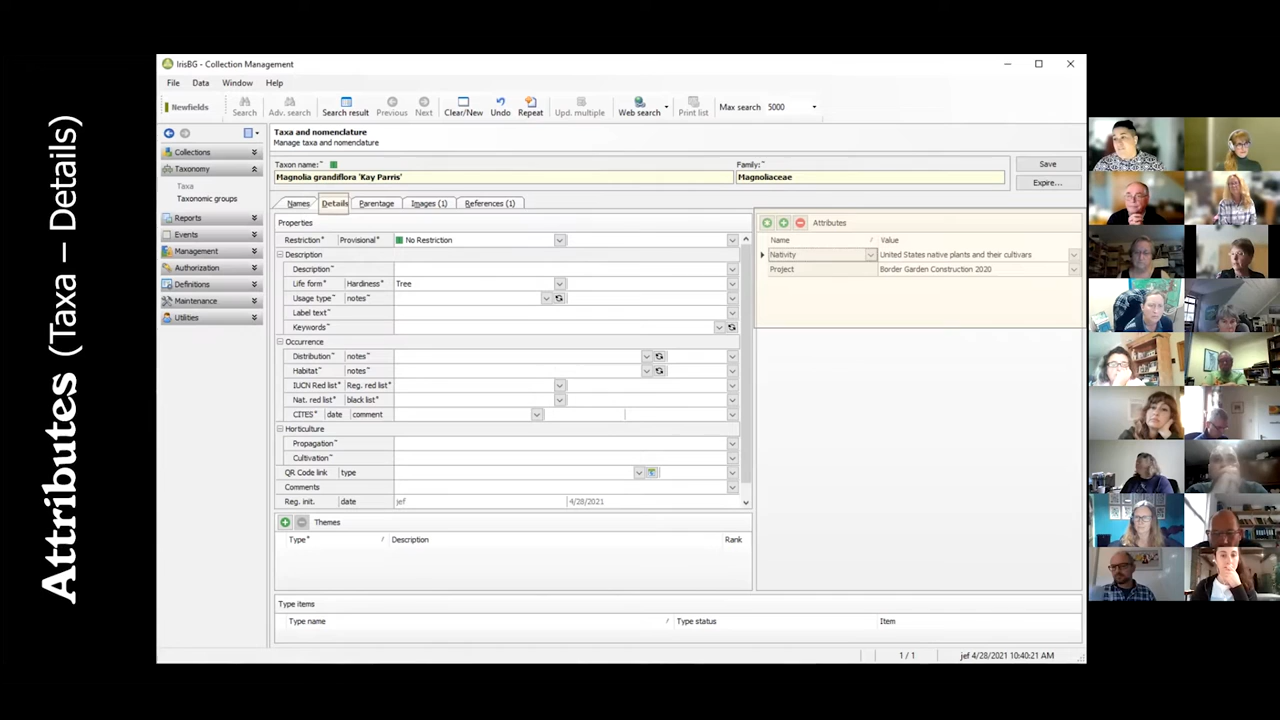 Attributes (Taxa – Details)
IrisBG - Collection Management
File Data Window Help
Newfields Search Adv. search Search result Previous Next Clear/New Undo Repeat Upd. multiple Web search Print list Max search 5000
Collections
Taxonomy
Taxa
Taxonomic groups
Reports
Events
Management
Authorization
Definitions
Maintenance
Utilities
Taxa and nomenclature
Manage taxa and nomenclature
Taxon name:~ Family:~
Magnolia grandiflora 'Kay Parris' Magnoliaceae
Save
Expire...
Names Details Parentage Images (1) References (1)
Properties
Restriction* Provisional* No Restriction
Description
Description~
Life form* Hardiness* Tree
Usage type~ notes~
Label text~
Keywords~
Occurrence
Distribution~ notes~
Habitat~ notes~
IUCN Red list* Reg. red list*
Nat. red list* black list*
CITES* date comment
Horticulture
Propagation~
Cultivation~
QR Code link type
Comments
Reg. init. date jef 4/28/2021
Attributes
Name / Value
Nativity United States native plants and their cultivars
Project Border Garden Construction 2020
Themes
Type* / Description Rank
Type items
Type name / Type status Item
1 / 1 jef 4/28/2021 10:40:21 AM